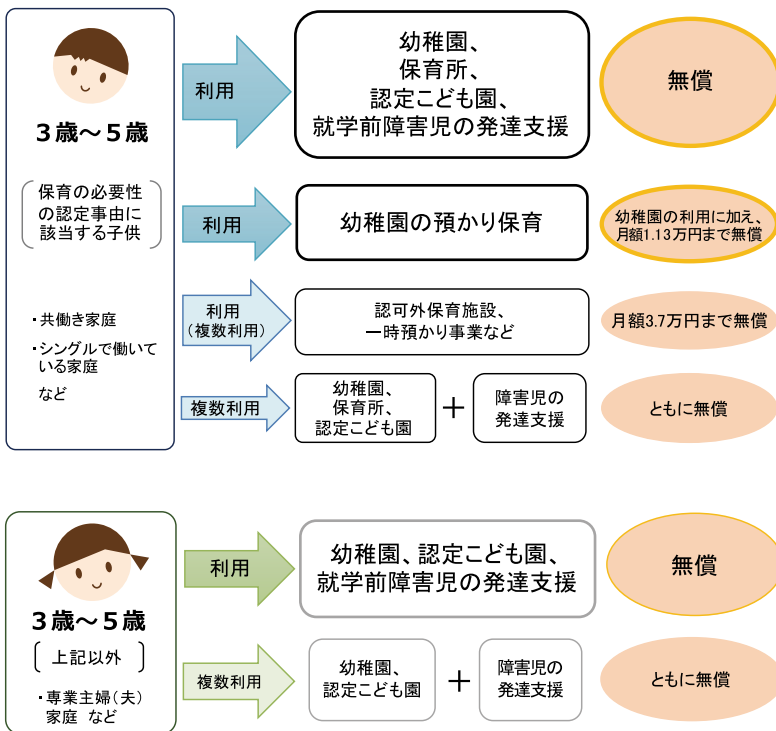 ３歳～５歳
保育の必要性
の認定事由に
該当する子供
・共働き家庭
・シングルで働いて
いる家庭
など
利用
幼稚園、
保育所、
認定こども園、
就学前障害児の発達支援
無償
利用
幼稚園の預かり保育
幼稚園の利用に加え、
月額1.13万円まで無償
利用
（複数利用）
認可外保育施設、
一時預かり事業など
月額3.7万円まで無償
複数利用
幼稚園、
保育所、
認定こども園
＋
障害児の
発達支援
ともに無償
３歳～５歳
上記以外
・専業主婦（夫）
家庭 など
利用
幼稚園、認定こども園、
就学前障害児の発達支援
無償
複数利用
幼稚園、
認定こども園
＋
障害児の
発達支援
ともに無償